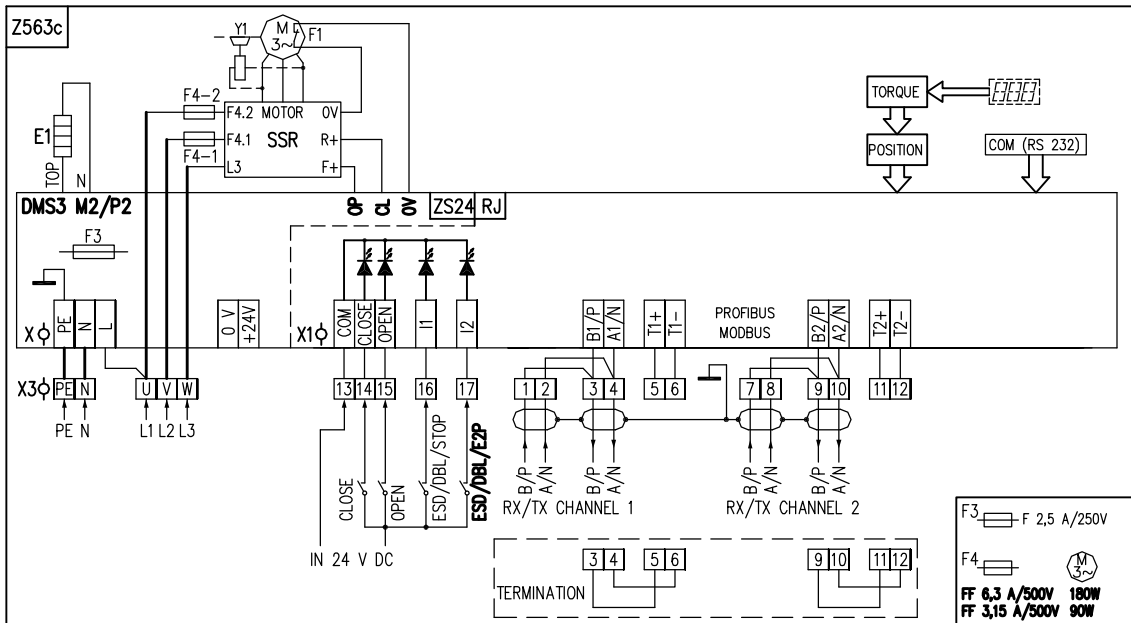 Z563c
Y1
M
3~
F1
F4-2
F4.2 MOTOR 0V
E1
F4.1 SSR R+
F4-1
L3 F+
TORQUE
POSITION
COM (RS 232)
TOP
N
DMS3 M2/P2
OP
CL
0V
ZS24 RJ
F3
X
PE
N
L
0 V
+24V
X1
COM
CLOSE
OPEN
I1
I2
B1/P
A1/N
T1+
T1-
PROFIBUS
MODBUS
B2/P
A2/N
T2+
T2-
X3 PE N U V W 13 14 15 16 17 1 2 3 4 5 6 7 8 9 10 11 12
PE N L1 L2 L3
CLOSE
OPEN
ESD/DBL/STOP
ESD/DBL/E2P
B/P
A/N
B/P
A/N
B/P
A/N
B/P
A/N
RX/TX CHANNEL 1
RX/TX CHANNEL 2
IN 24 V DC
TERMINATION
3 4 5 6 9 10 11 12
F3 F 2,5 A/250V
F4
M
3~
FF 6,3 A/500V 180W
FF 3,15 A/500V 90W